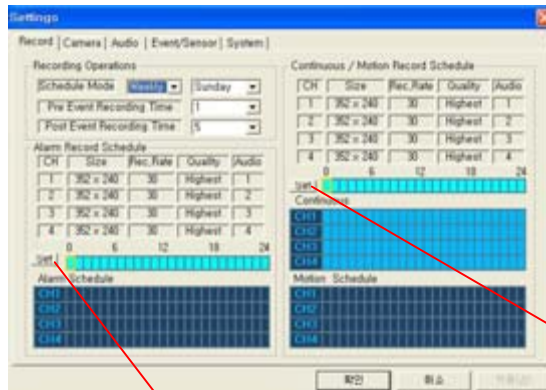 Settings
Record | Camera | Audio | Event/Sensor | System
Recording Operations
Schedule Mode Weekly Sunday
Pre Event Recording Time 1
Post Event Recording Time 5
Alarm Record Schedule
CH Size Rec.Rate Quality Audio
1 352 x 240 30 Highest 1
2 352 x 240 30 Highest 2
3 352 x 240 30 Highest 3
4 352 x 240 30 Highest 4
0 6 12 18 24
set
Alarm Schedule
CH1
CH2
CH3
CH4
Continuous / Motion Record Schedule
CH Size Rec.Rate Quality Audio
1 352 x 240 30 Highest 1
2 352 x 240 30 Highest 2
3 352 x 240 30 Highest 3
4 352 x 240 30 Highest 4
0 6 12 18 24
set
Continuous
CH1
CH2
CH3
CH4
Motion Schedule
CH1
CH2
CH3
CH4
확인 취소